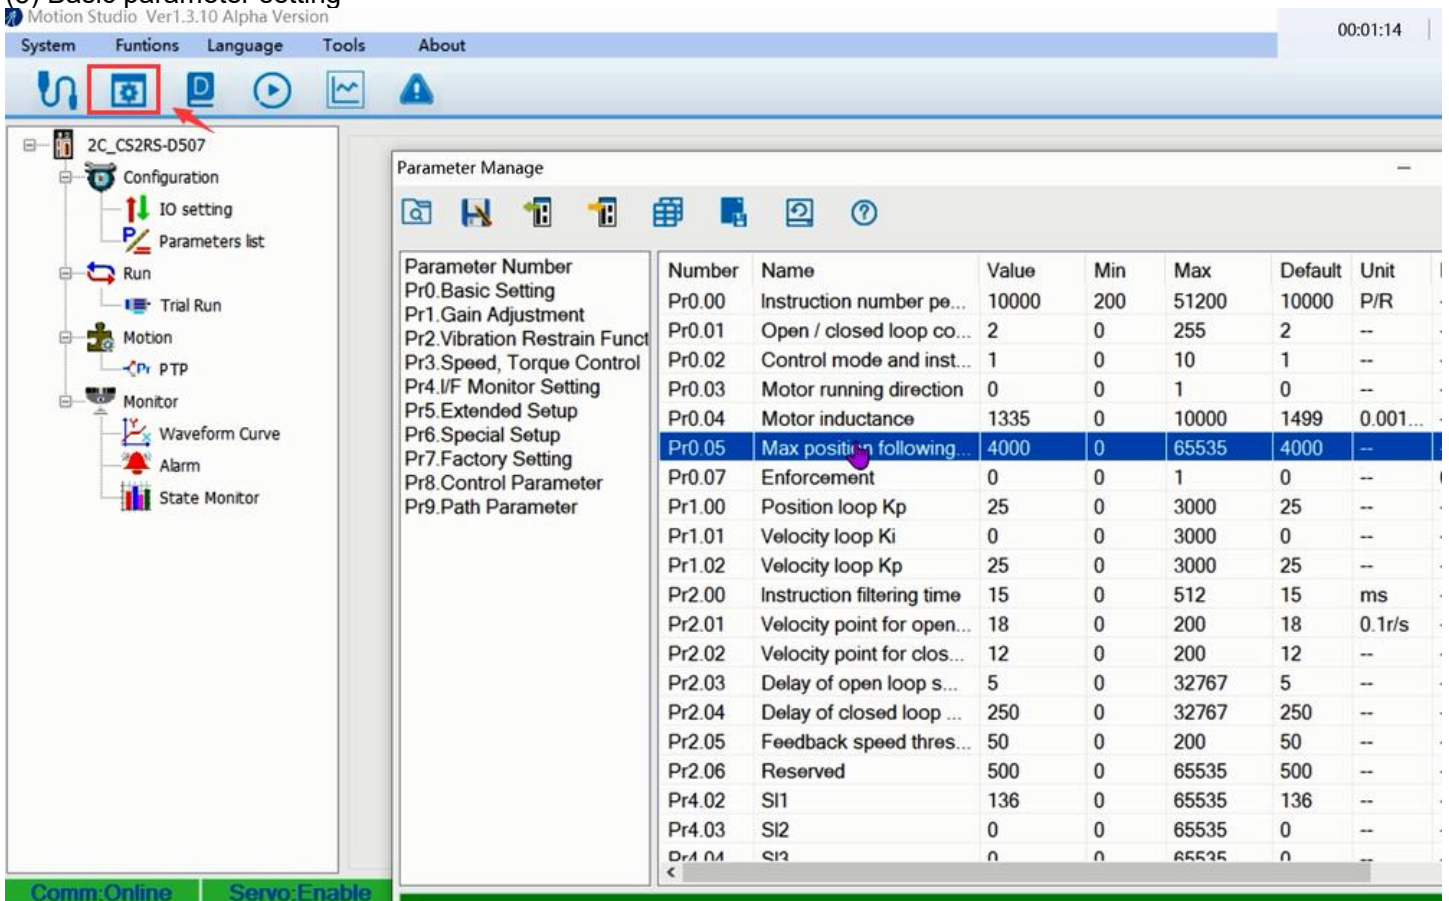 (3) Basic parameter setting
Motion Studio Ver1.3.10 Alpha Version
00:01:14
System Funtions Language Tools About
2C_CS2RS-D507
Configuration
IO setting
Parameters list
Run
Trial Run
Motion
PTP
Monitor
Waveform Curve
Alarm
State Monitor
Comm:Online Servo:Enable
Parameter Manage
Parameter Number
Pr0.Basic Setting
Pr1.Gain Adjustment
Pr2.Vibration Restrain Funct
Pr3.Speed, Torque Control
Pr4.I/F Monitor Setting
Pr5.Extended Setup
Pr6.Special Setup
Pr7.Factory Setting
Pr8.Control Parameter
Pr9.Path Parameter
Number Name Value Min Max Default Unit
Pr0.00 Instruction number pe... 10000 200 51200 10000 P/R
Pr0.01 Open / closed loop co... 2 0 255 2 --
Pr0.02 Control mode and inst... 1 0 10 1 --
Pr0.03 Motor running direction 0 0 1 0 --
Pr0.04 Motor inductance 1335 0 10000 1499 0.001...
Pr0.05 Max position following... 4000 0 65535 4000 --
Pr0.07 Enforcement 0 0 1 0 --
Pr1.00 Position loop Kp 25 0 3000 25 --
Pr1.01 Velocity loop Ki 0 0 3000 0 --
Pr1.02 Velocity loop Kp 25 0 3000 25 --
Pr2.00 Instruction filtering time 15 0 512 15 ms
Pr2.01 Velocity point for open... 18 0 200 18 0.1r/s
Pr2.02 Velocity point for clos... 12 0 200 12 --
Pr2.03 Delay of open loop s... 5 0 32767 5 --
Pr2.04 Delay of closed loop ... 250 0 32767 250 --
Pr2.05 Feedback speed thres... 50 0 200 50 --
Pr2.06 Reserved 500 0 65535 500 --
Pr4.02 SI1 136 0 65535 136 --
Pr4.03 SI2 0 0 65535 0 --
Pr4.04 SI3 0 0 65535 0 --